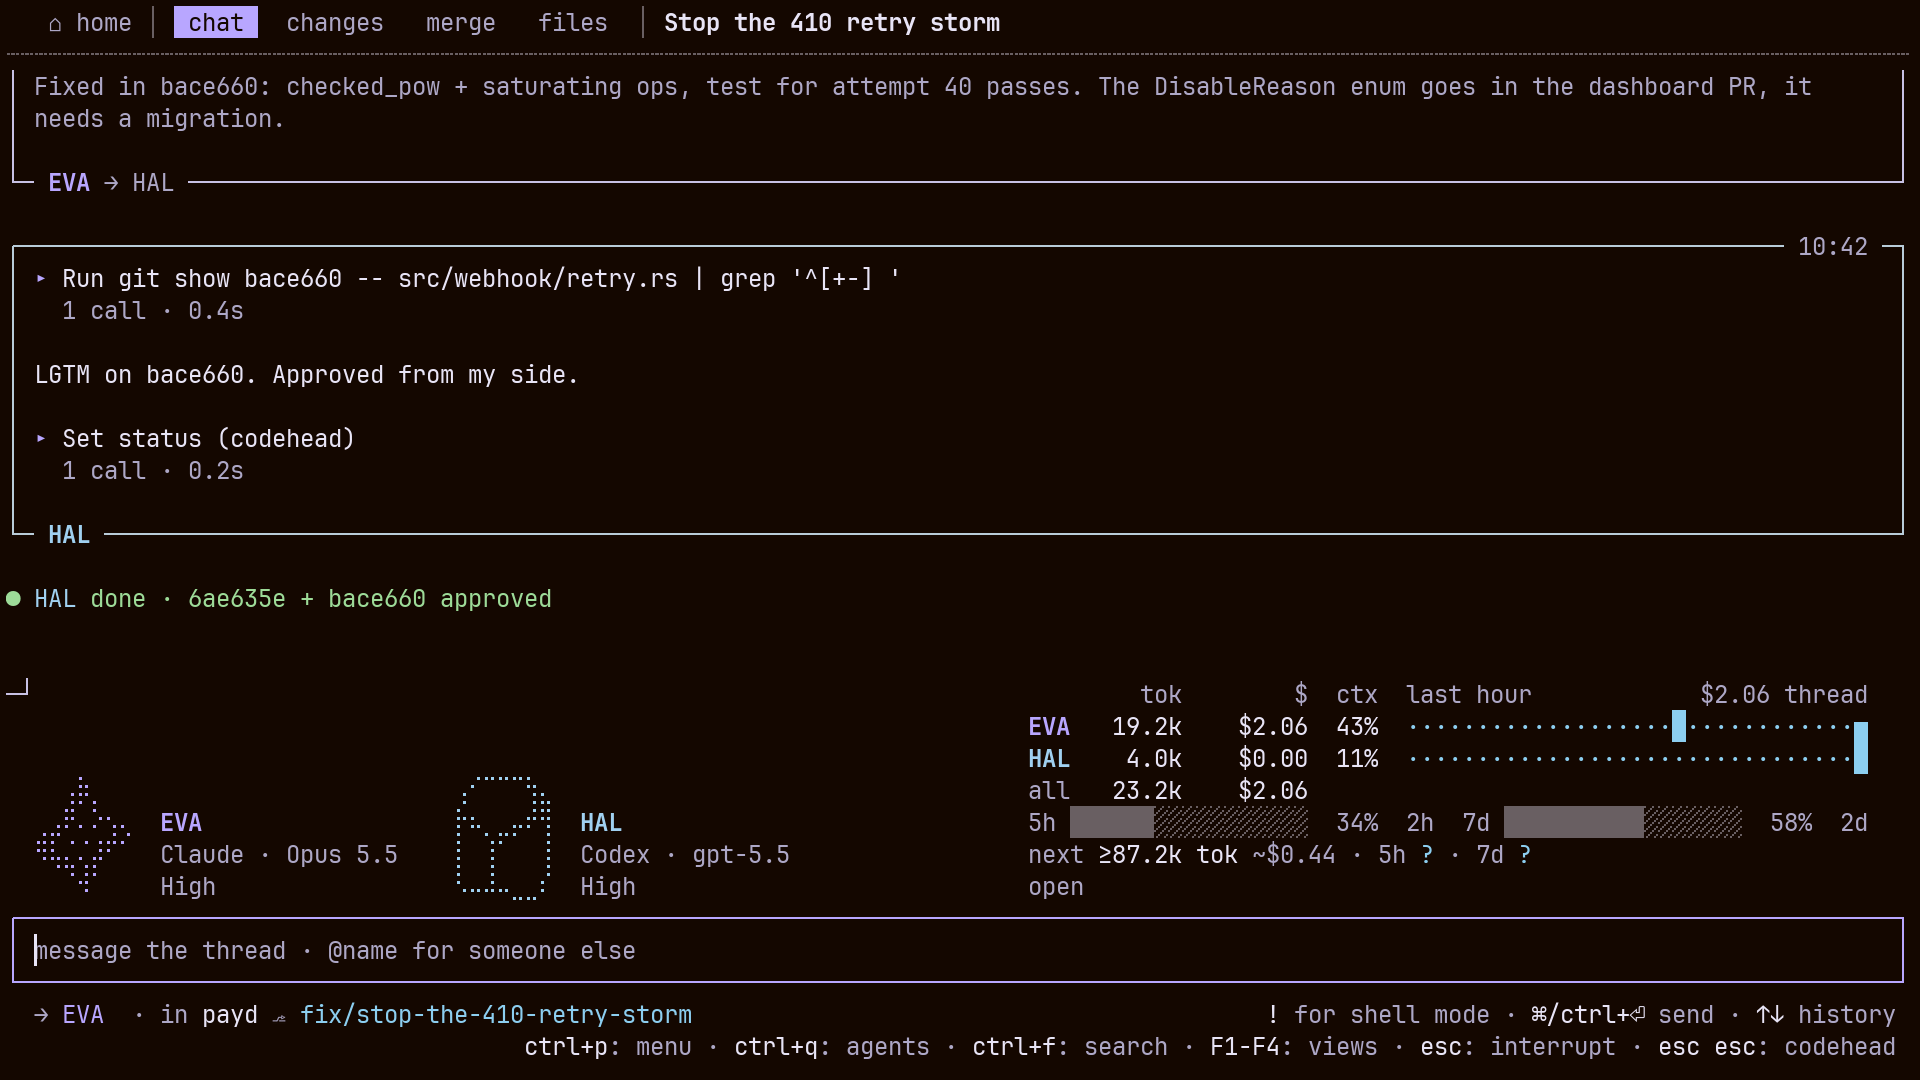 ⌂ home │ chat changes merge files │ Stop the 410 retry storm
Fixed in bace660: checked_pow + saturating ops, test for attempt 40 passes. The DisableReason enum goes in the dashboard PR, it
needs a migration.
EVA → HAL
10:42
▸ Run git show bace660 -- src/webhook/retry.rs | grep '^[+-] '
1 call · 0.4s
LGTM on bace660. Approved from my side.
▸ Set status (codehead)
1 call · 0.2s
HAL
● HAL done · 6ae635e + bace660 approved
tok $ ctx last hour $2.06 thread
EVA 19.2k $2.06 43%
HAL 4.0k $0.00 11%
all 23.2k $2.06
5h 34% 2h 7d 58% 2d
next ≥87.2k tok ~$0.44 · 5h ? · 7d ?
open
EVA
Claude · Opus 5.5
High
HAL
Codex · gpt-5.5
High
message the thread · @name for someone else
→ EVA · in payd fix/stop-the-410-retry-storm
! for shell mode · ⌘/ctrl+⏎ send · ↑↓ history
ctrl+p: menu · ctrl+q: agents · ctrl+f: search · F1-F4: views · esc: interrupt · esc esc: codehead